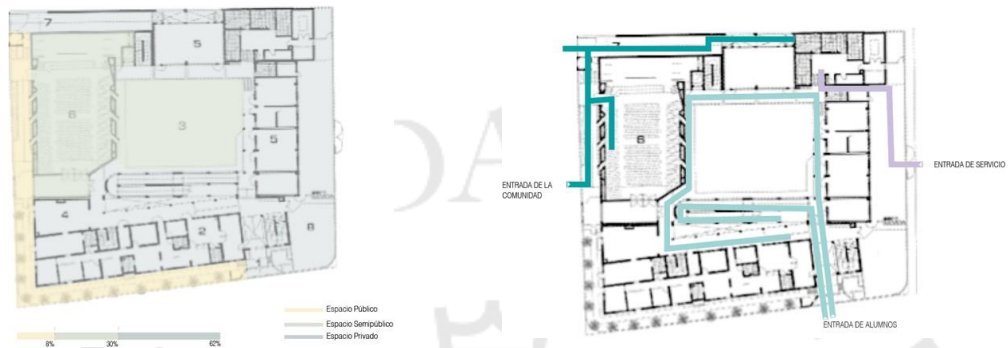 7
5
6
3
5
4
2
8
Espacio Público
Espacio Semipúblico
Espacio Privado
8% 30% 62%
6
ENTRADA DE LA
COMUNIDAD
ENTRADA DE SERVICIO
ENTRADA DE ALUMNOS